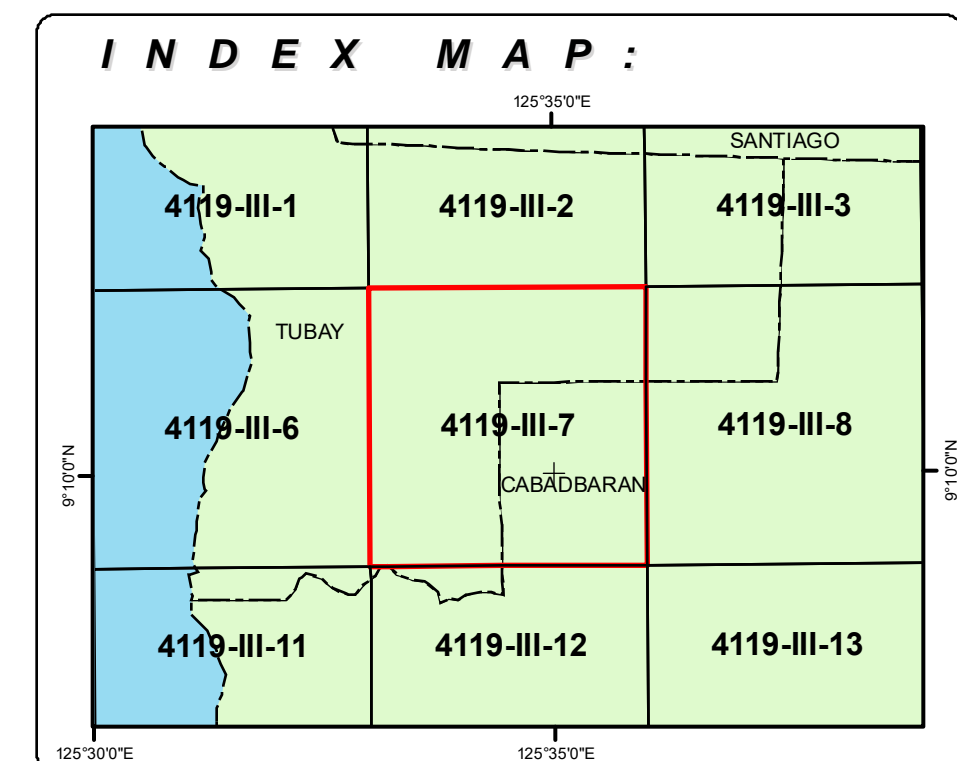 INDEX MAP:
125°35'0"E
SANTIAGO
4119-III-1
4119-III-2
4119-III-3
TUBAY
4119-III-6
4119-III-7
4119-III-8
9°10'0"N
9°10'0"N
CABADBARAN
4119-III-11
4119-III-12
4119-III-13
125°30'0"E
125°35'0"E